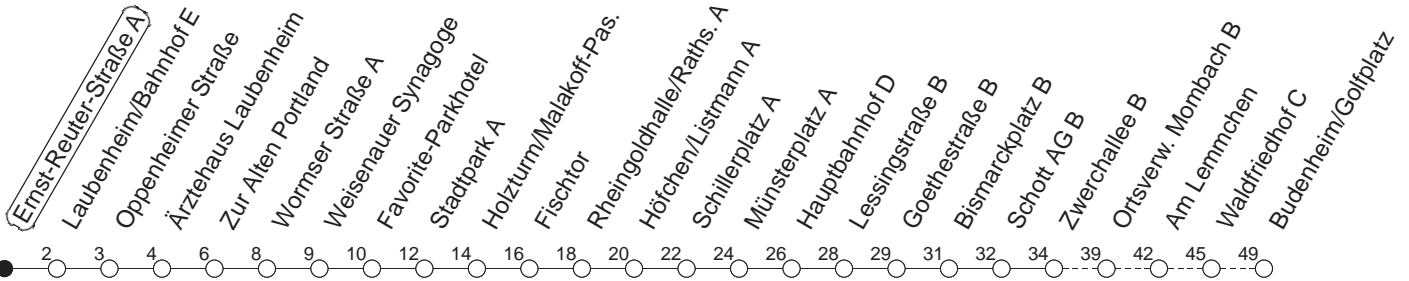 Ernst-Reuter-Straße A
Laubenheim/Bahnhof E
Oppenheimer Straße
Ärztehaus Laubenheim
Zur Alten Portland
Wormser Straße A
Weisenauer Synagoge
Favorite-Parkhotel
Stadtpark A
Holzturm/Malakoff-Pas.
Fischtor
Rheingoldhalle/Raths. A
Höfchen/Listmann A
Schillerplatz A
Münsterplatz A
Hauptbahnhof D
Lessingstraße B
Goethestraße B
Bismarckplatz B
Schott AG B
Zwerchallee B
Ortsverw. Mombach B
Am Lemmchen
Waldfriedhof C
Budenheim/Golfplatz
2 3 4 6 8 9 10 12 14 16 18 20 22 24 26 28 29 31 32 34 39 42 45 49